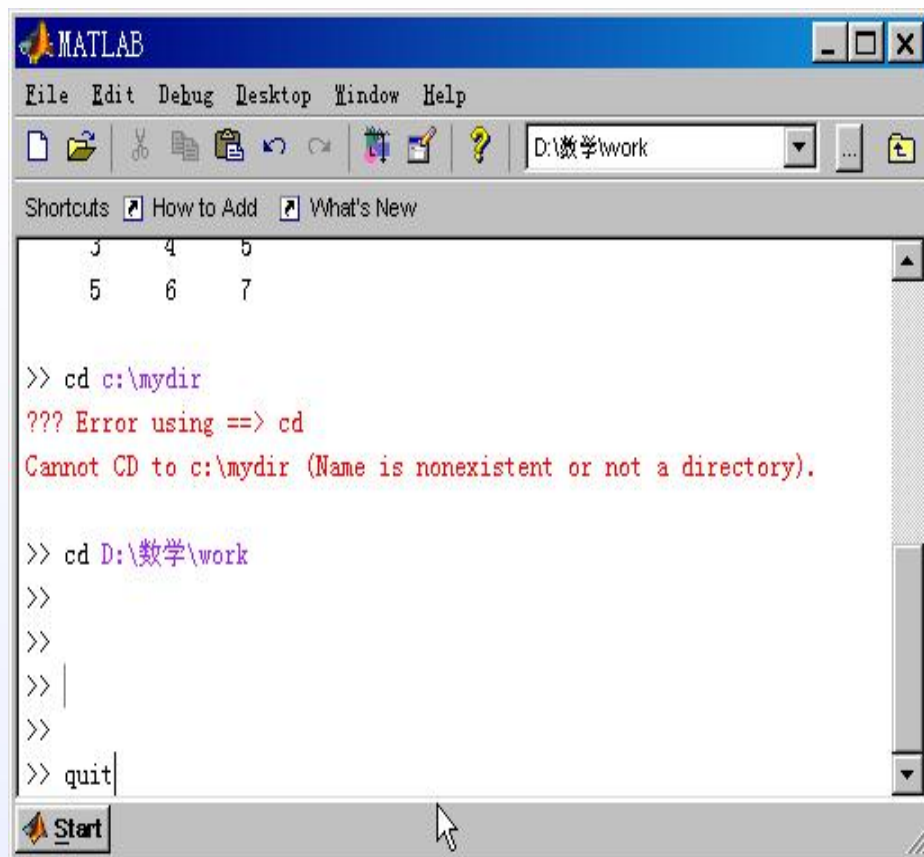 MATLAB
File Edit Debug Desktop Window Help
D:\数学\work ...
Shortcuts How to Add What's New
3 4 5
5 6 7
>> cd c:\mydir
??? Error using ==> cd
Cannot CD to c:\mydir (Name is nonexistent or not a directory).
>> cd D:\数学\work
>>
>>
>>
>>
>> quit
Start